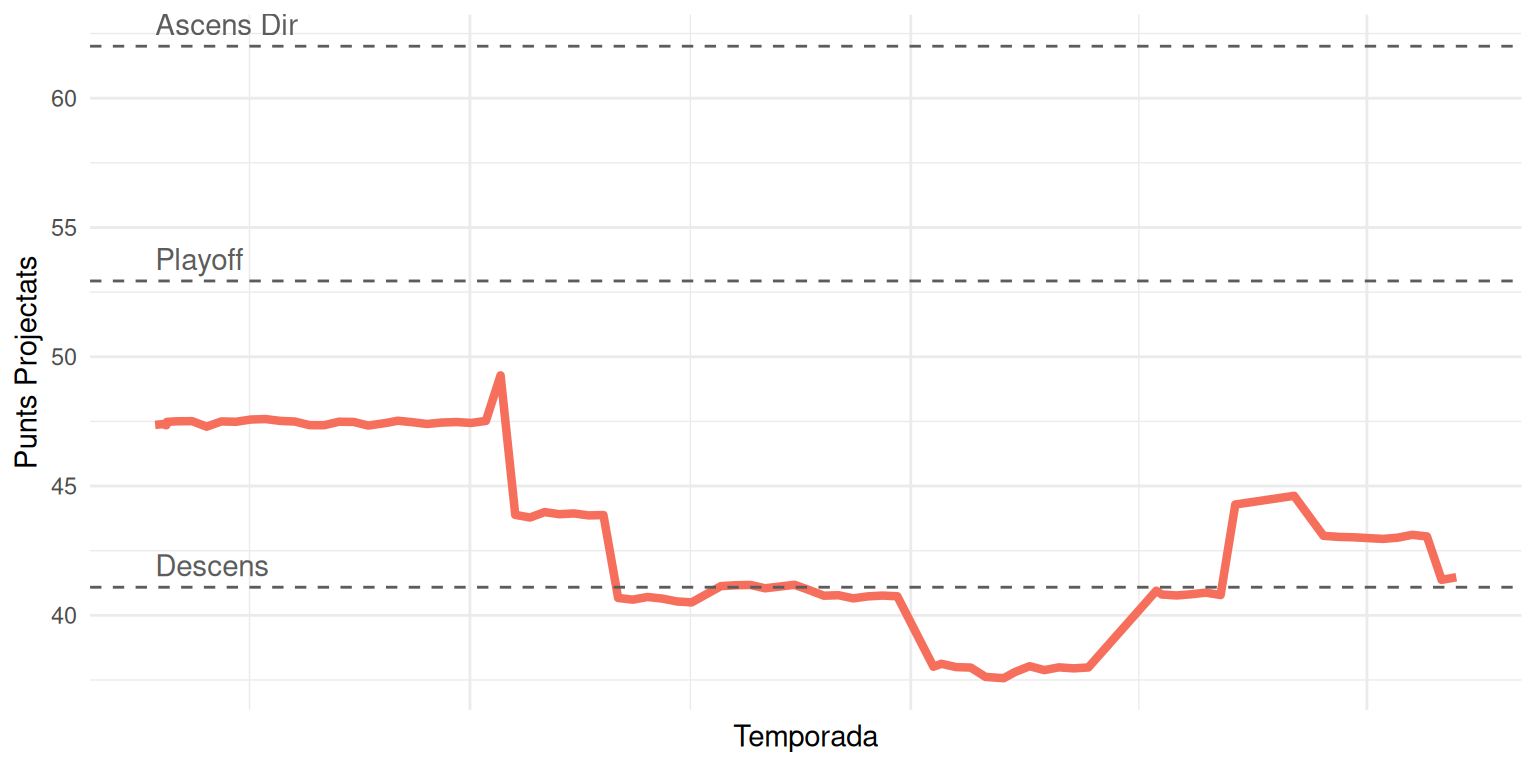 Ascens Dir
60
55
Playoff
50
45
Descens
40
Punts Projectats
Temporada